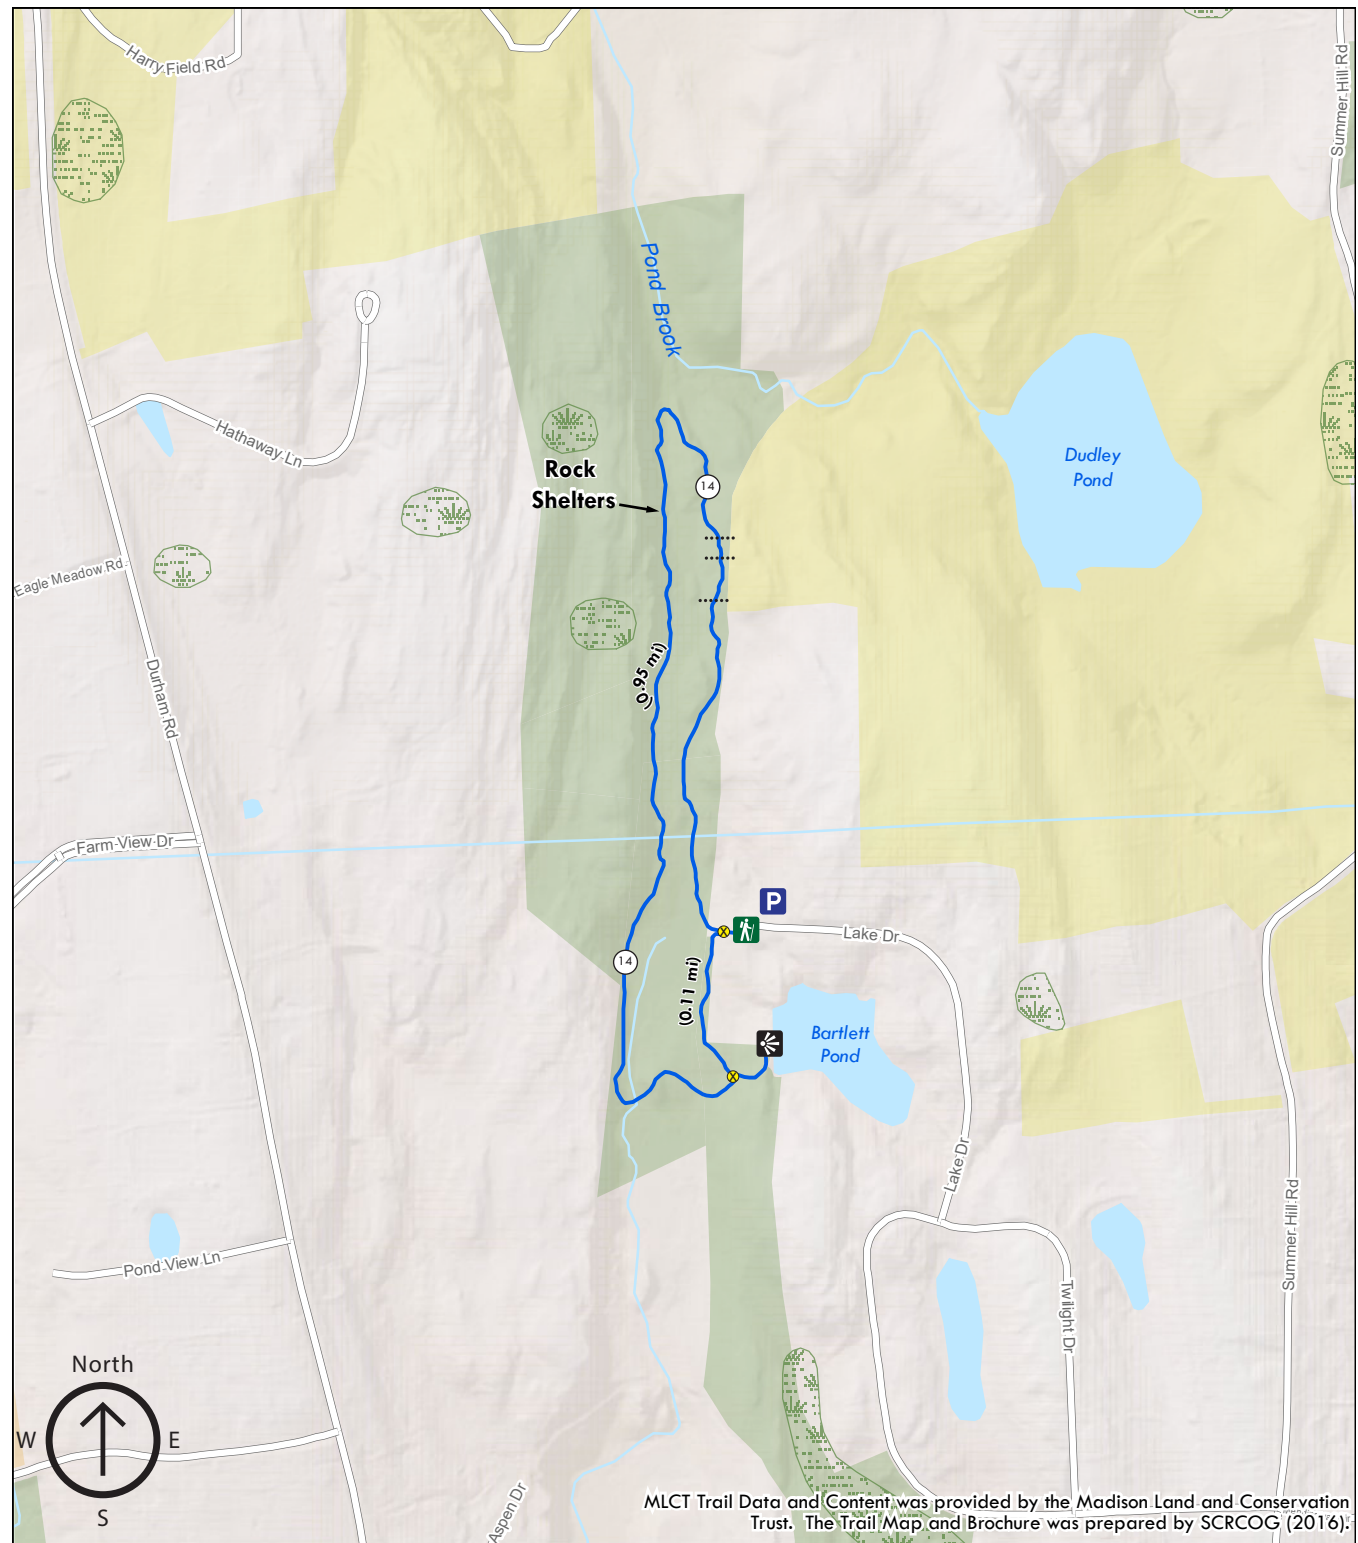 Harry Field Rd
Summer Hill Rd
Pond Brook
Hathaway Ln
Rock
Shelters
14
Dudley
Pond
Eagle Meadow Rd
Durham Rd
(0.95 mi)
Farm View Dr
P
Lake Dr
14
(0.11 mi)
Bartlett
Pond
Lake Dr
Pond View Ln
Summer Hill Rd
Twilight Dr
North
W
E
S
Aspen Dr
MLCT Trail Data and Content was provided by the Madison Land and Conservation
Trust. The Trail Map and Brochure was prepared by SCRCOG (2016).